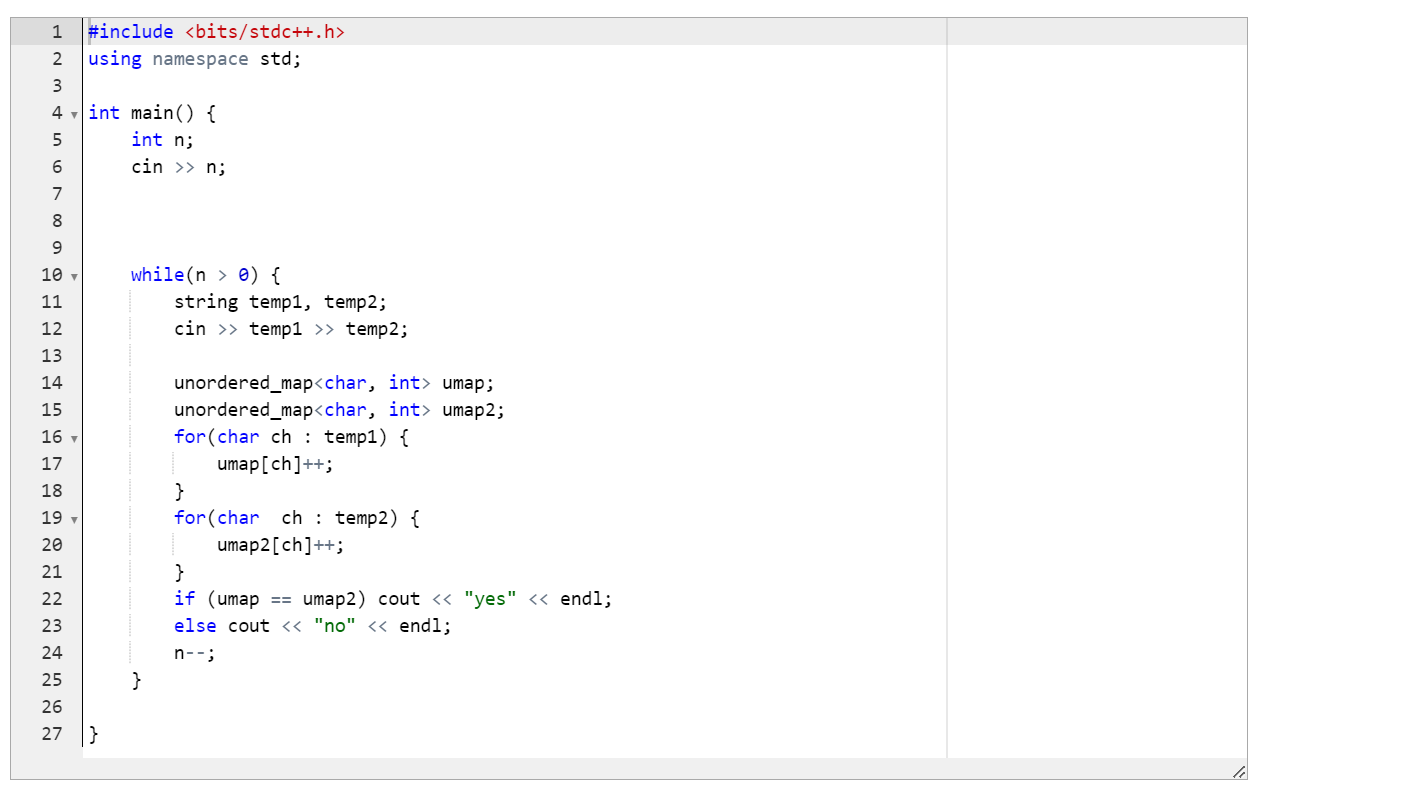 1 #include <bits/stdc++.h>
2 using namespace std;
3
4 int main() {
5     int n;
6     cin >> n;
7
8
9
10     while(n > 0) {
11         string temp1, temp2;
12         cin >> temp1 >> temp2;
13
14         unordered_map<char, int> umap;
15         unordered_map<char, int> umap2;
16         for(char ch : temp1) {
17             umap[ch]++;
18         }
19         for(char  ch : temp2) {
20             umap2[ch]++;
21         }
22         if (umap == umap2) cout << "yes" << endl;
23         else cout << "no" << endl;
24         n--;
25     }
26
27 }